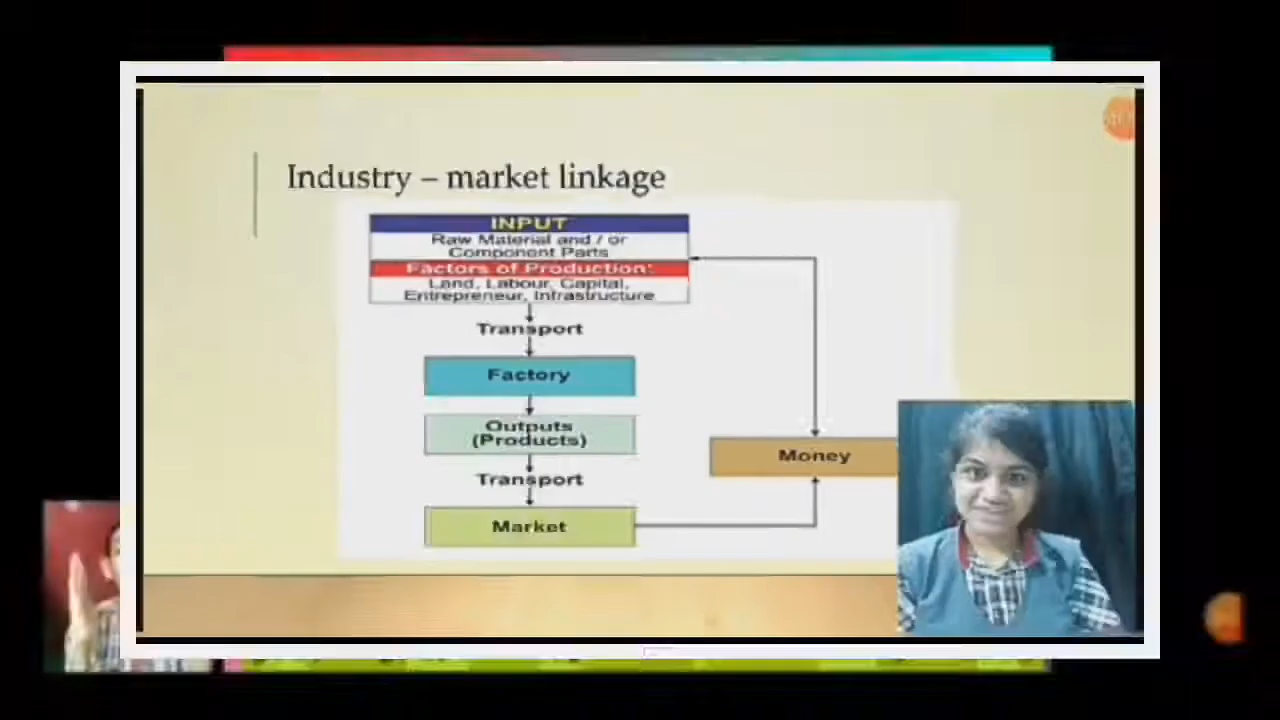 Industry – market linkage
INPUT
Raw Material and / or
Component Parts
Factors of Production:
Land, Labour, Capital,
Entrepreneur, Infrastructure
Transport
Factory
Outputs
(Products)
Transport
Money
Market